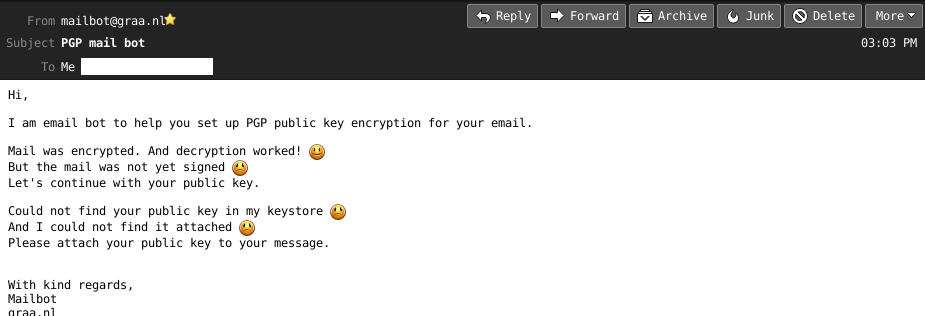 From mailbot@graa.nl
Reply Forward Archive Junk Delete More
Subject PGP mail bot
03:03 PM
To Me
Hi,
I am email bot to help you set up PGP public key encryption for your email.
Mail was encrypted. And decryption worked!
But the mail was not yet signed
Let's continue with your public key.
Could not find your public key in my keystore
And I could not find it attached
Please attach your public key to your message.
With kind regards,
Mailbot
graa.nl